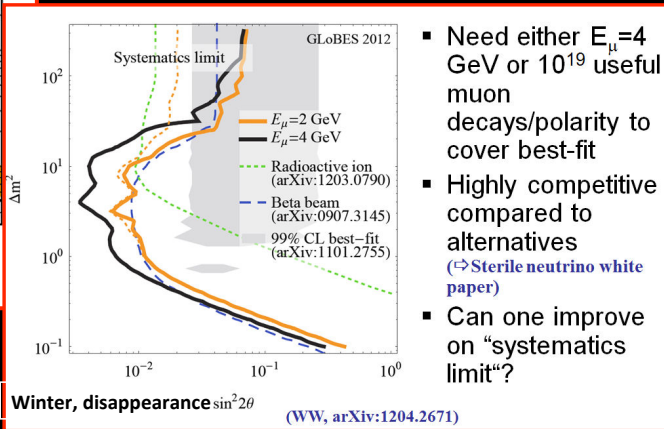 GLoBES 2012
Systematics limit
10²
10¹
10⁰
10⁻¹
Δm²
E_μ=2 GeV
E_μ=4 GeV
Radioactive ion
(arXiv:1203.0790)
Beta beam
(arXiv:0907.3145)
99% CL best−fit
(arXiv:1101.2755)
10⁻² 10⁻¹ 10⁰
Winter, disappearance sin²2θ
(WW, arXiv:1204.2671)
▪ Need either E_μ=4
GeV or 10¹⁹ useful
muon
decays/polarity to
cover best-fit
▪ Highly competitive
compared to
alternatives
(⇨Sterile neutrino white
paper)
▪ Can one improve
on “systematics
limit“?